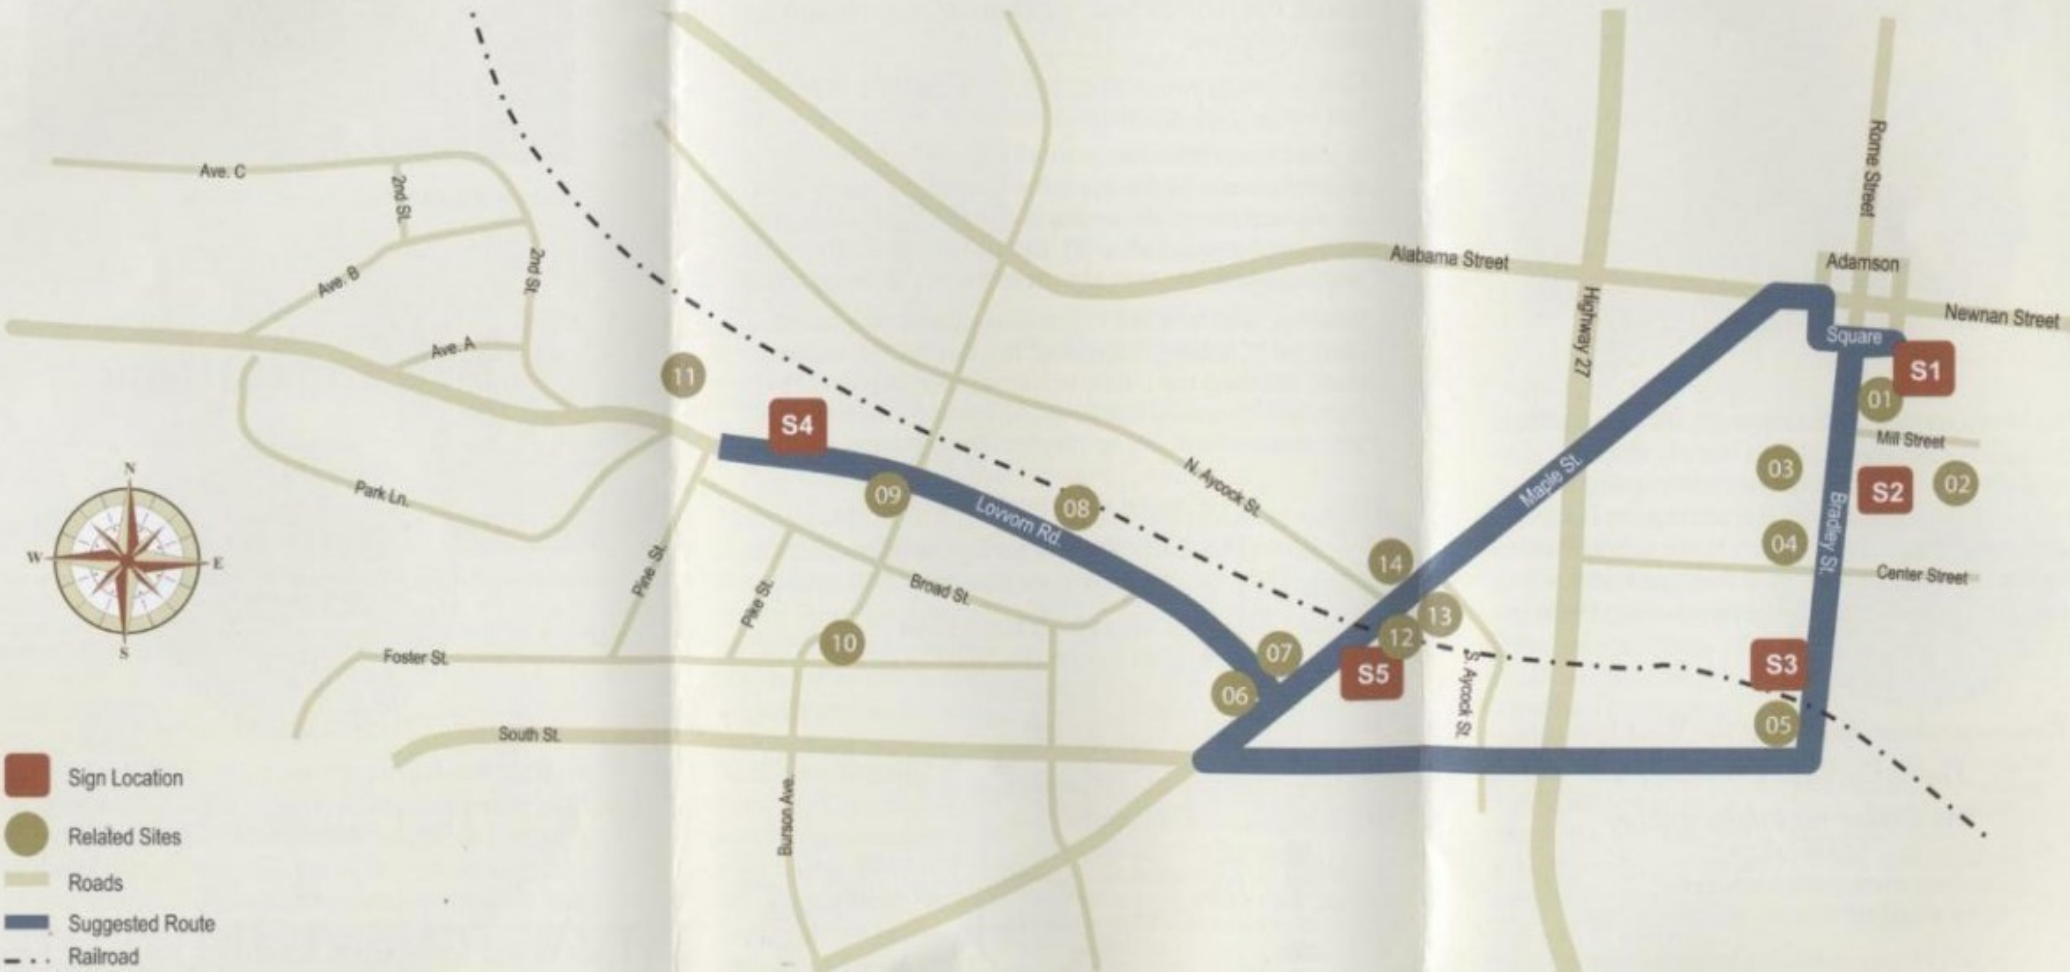 Rome Street
Ave. C
2nd St.
Alabama Street
Adamson
2nd St.
Ave. B
Highway 27
Newnan Street
Square
Ave. A
11
S1
01
S4
Mill Street
N
03
N. Aycock St.
Maple St.
02
S2
Park Ln.
09
08
Lovvorn Rd.
Bradley St.
04
W
E
14
Center Street
Pine St.
Pike St.
Broad St.
13
12
10
S
07
Foster St.
S5
S3
06
S. Aycock St.
05
South St.
Burson Ave.
Sign Location
Related Sites
Roads
Suggested Route
Railroad